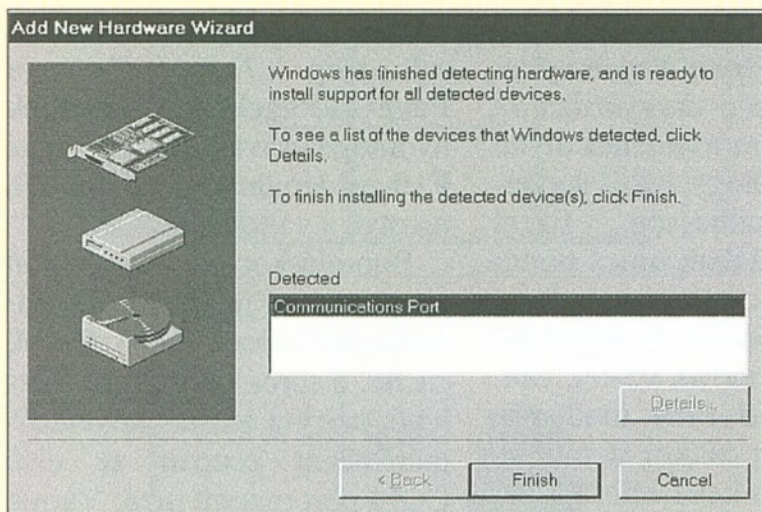 Add New Hardware Wizard
Windows has finished detecting hardware, and is ready to
install support for all detected devices.
To see a list of the devices that Windows detected, click
Details.
To finish installing the detected device(s), click Finish.
Detected
Communications Port
Details...
< Back
Finish
Cancel